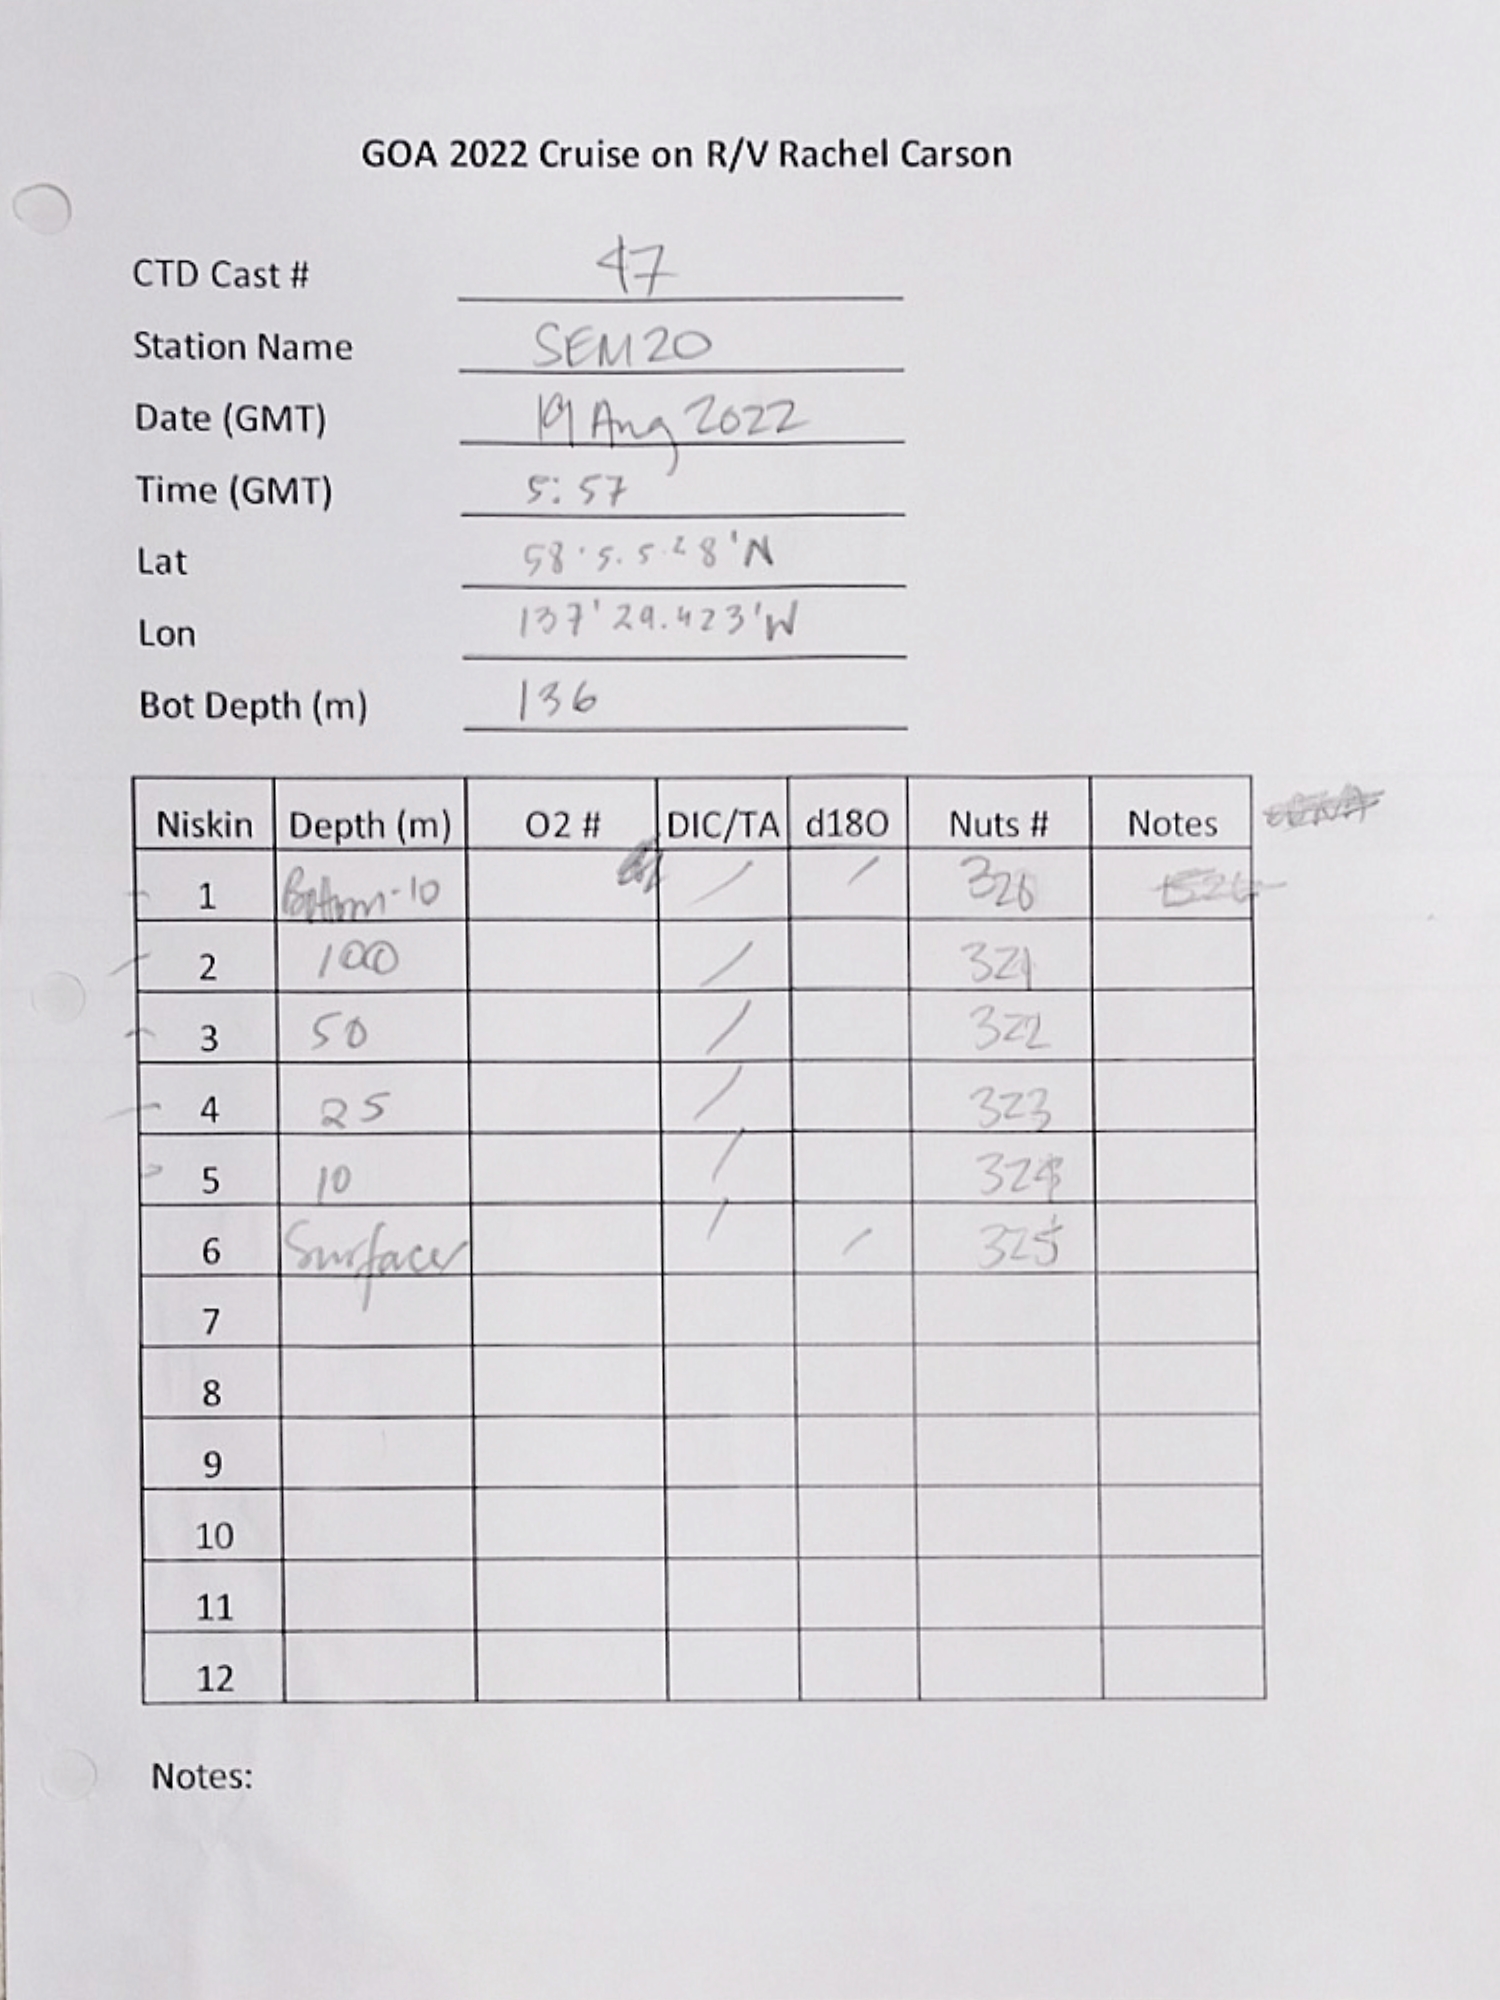 GOA 2022 Cruise on R/V Rachel Carson
CTD Cast # 47
Station Name SEM20
Date (GMT) 19 Aug 2022
Time (GMT) 5:57
Lat 58°5.528'N
Lon 137°29.423'W
Bot Depth (m) 136
Niskin Depth (m) O2 # DIC/TA d18O Nuts # Notes
1 Bottom-10 / /
2 100 / 321
3 50 / 322
4 25 / 323
5 10 / 324
6 Surface / / 325
7
8
9
10
11
12
Notes: